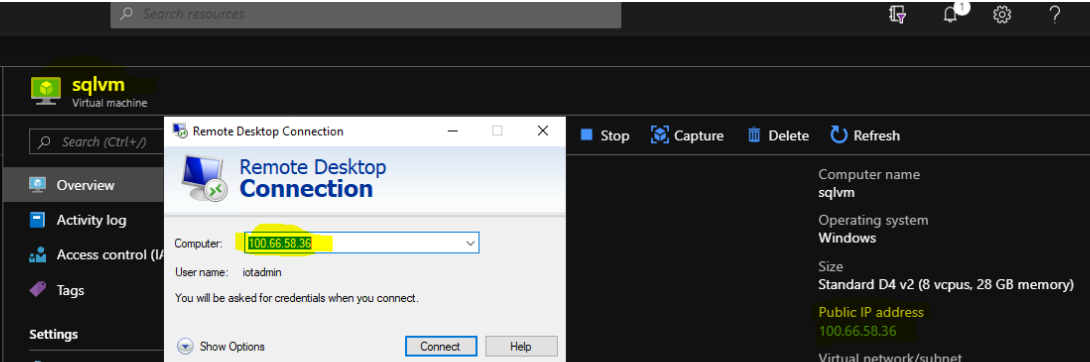 Search resources
1
?
sqlvm
Virtual machine
Search (Ctrl+/)
Overview
Activity log
Access control (IA
Tags
Settings
Remote Desktop Connection
Remote Desktop
Connection
Computer: 100.66.58.36
User name: iotadmin
You will be asked for credentials when you connect.
Show Options
Connect
Help
Stop
Capture
Delete
Refresh
Computer name
sqlvm
Operating system
Windows
Size
Standard D4 v2 (8 vcpus, 28 GB memory)
Public IP address
100.66.58.36
Virtual network/subnet